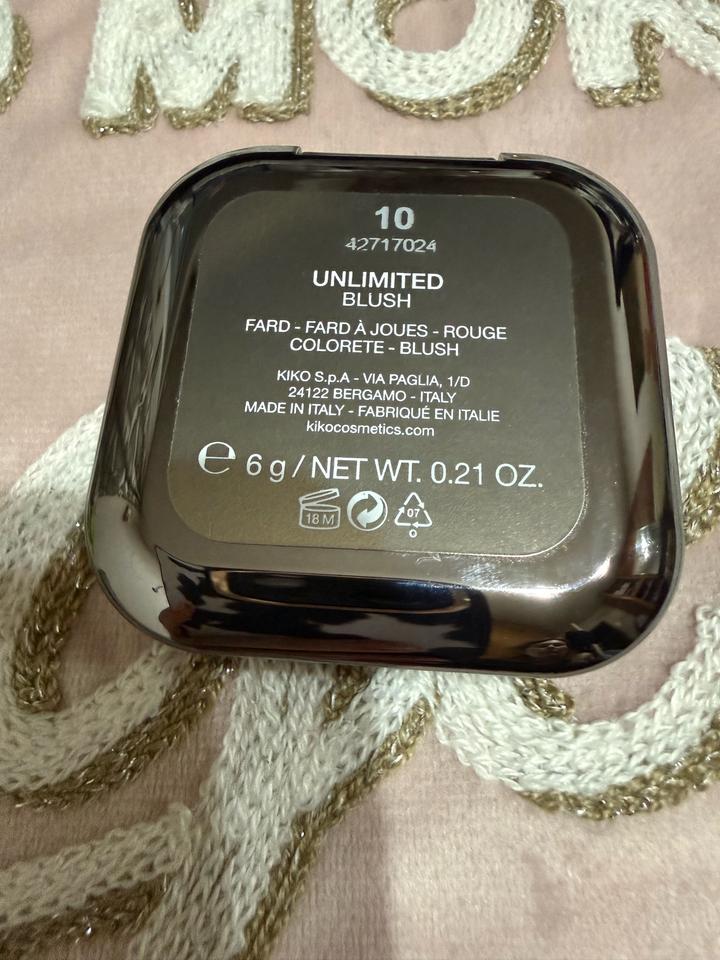 MOR
10
42717024
UNLIMITED
BLUSH
FARD - FARD À JOUES - ROUGE
COLORETE - BLUSH
KIKO S.p.A - VIA PAGLIA, 1/D
24122 BERGAMO - ITALY
MADE IN ITALY - FABRIQUÉ EN ITALIE
kikocosmetics.com
℮ 6 g / NET WT. 0.21 OZ.
18 M
07